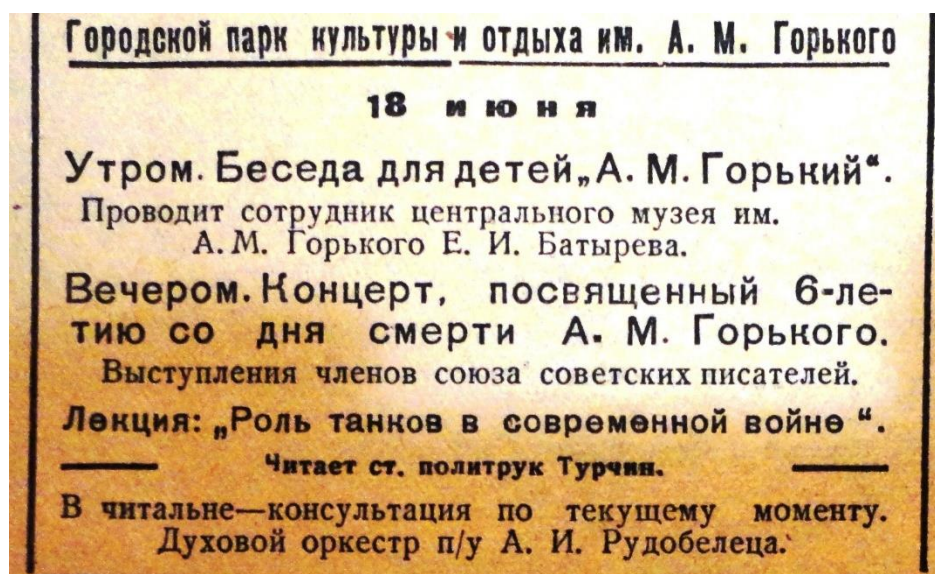 Городской парк культуры и отдыха им. А. М. Горького
18 июня
Утром. Беседа для детей „А. М. Горький“.
Проводит сотрудник центрального музея им.
А. М. Горького Е. И. Батырева.
Вечером. Концерт, посвященный 6-ле-
тию со дня смерти А. М. Горького.
Выступления членов союза советских писателей.
Лекция: „Роль танков в современной войне“.
Читает ст. политрук Турчин.
В читальне—консультация по текущему моменту.
Духовой оркестр п/у А. И. Рудобелеца.